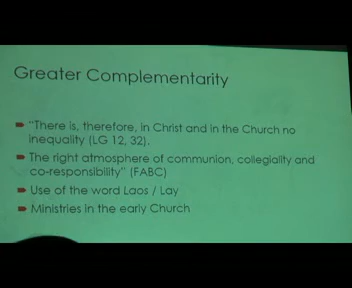 Greater Complementarity
"There is, therefore, in Christ and in the Church no
inequality (LG 12, 32).
The right atmosphere of communion, collegiality and
co-responsibility" (FABC)
Use of the word Laos / Lay
Ministries in the early Church